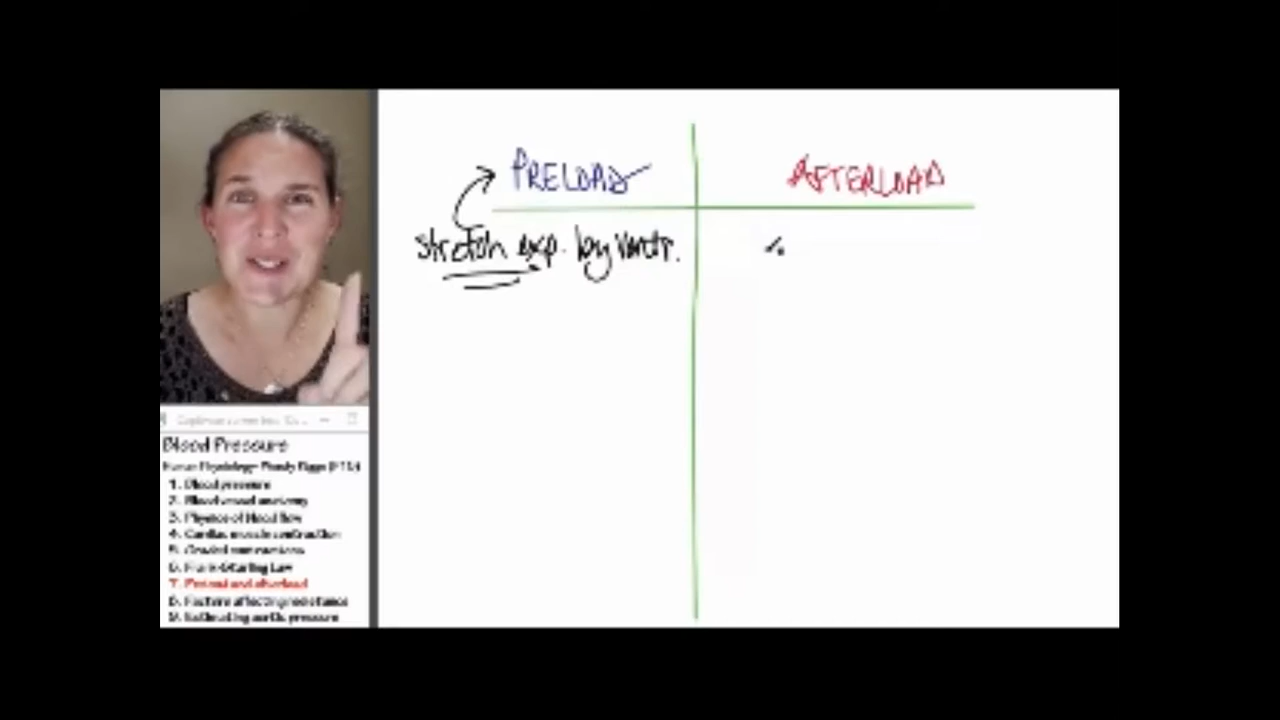 PRELOAD
AFTERLOAD
stretch exp. by ventr.
Blood Pressure
Human Physiology-
1. Blood pressure
2. Blood vessel anatomy
3. Physics of blood flow
4. Cardiac muscle contraction
5. Graded contractions
6. Frank-Starling Law
7. Preload and afterload
8. Factors affecting resistance
9. Estimating aortic pressure